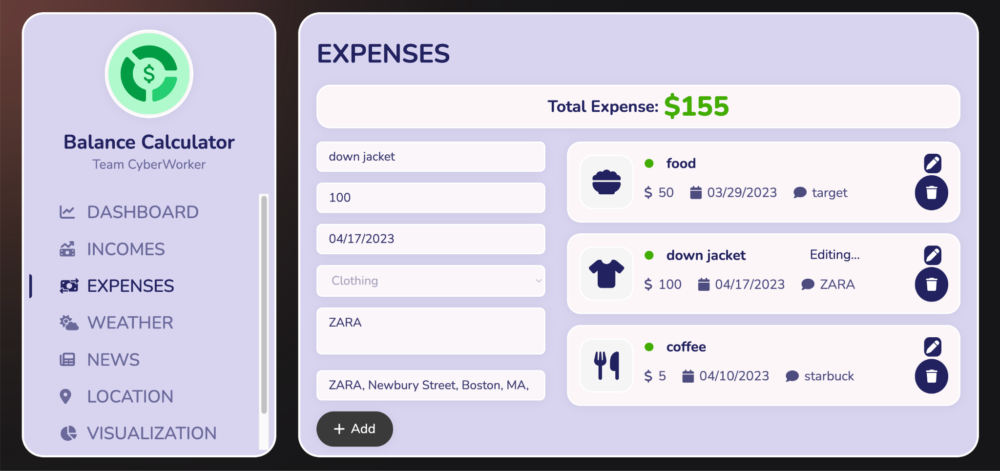 Balance Calculator
Team CyberWorker
DASHBOARD
INCOMES
EXPENSES
WEATHER
NEWS
LOCATION
VISUALIZATION
EXPENSES
Total Expense: $155
down jacket
100
04/17/2023
Clothing
ZARA
ZARA, Newbury Street, Boston, MA,
+ Add
food
$ 50 03/29/2023 target
down jacket Editing...
$ 100 04/17/2023 ZARA
coffee
$ 5 04/10/2023 starbuck